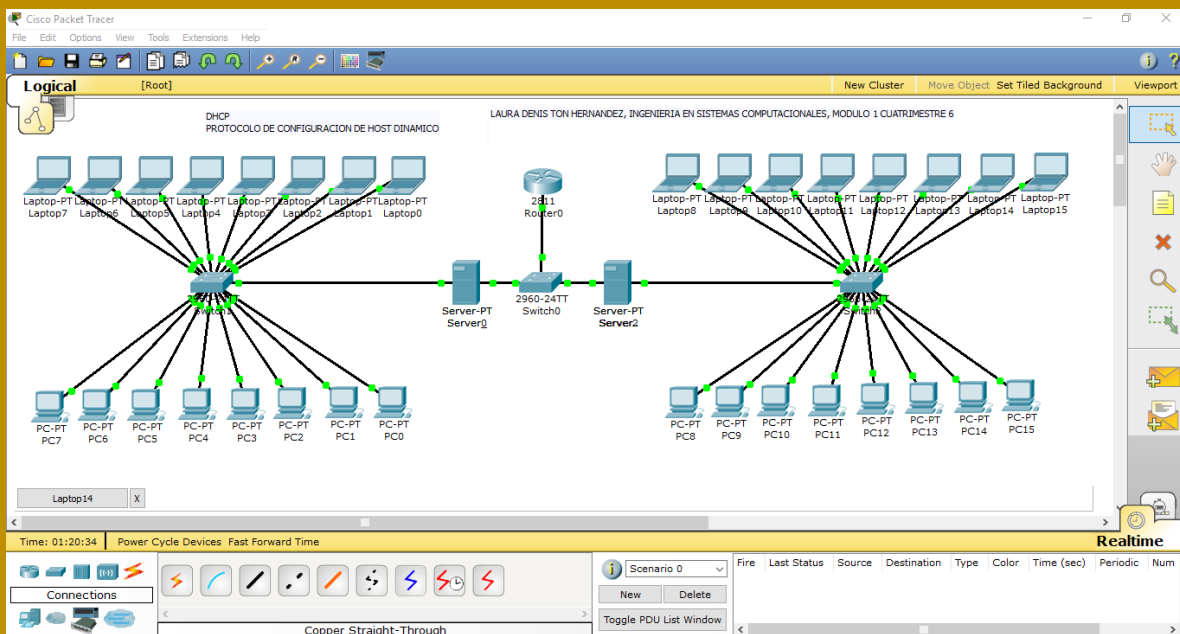 Cisco Packet Tracer
File Edit Options View Tools Extensions Help
Logical [Root] New Cluster Move Object Set Tiled Background Viewport
DHCP
PROTOCOLO DE CONFIGURACION DE HOST DINAMICO
LAURA DENIS TON HERNANDEZ, INGENIERIA EN SISTEMAS COMPUTACIONALES, MODULO 1 CUATRIMESTRE 6
Laptop-PT Laptop-PT Laptop-PT Laptop-PT Laptop-PT Laptop-PT Laptop-PT Laptop-PT
Laptop7 Laptop6 Laptop5 Laptop4 Laptop3 Laptop2 Laptop1 Laptop0
2811
Router0
Laptop-PT Laptop-PT Laptop-PT Laptop-PT Laptop-PT Laptop-PT Laptop-PT Laptop-PT
Laptop8 Laptop9 Laptop10 Laptop11 Laptop12 Laptop13 Laptop14 Laptop15
Switch1
Server-PT
Server0
2960-24TT
Switch0
Server-PT
Server2
PC-PT PC-PT PC-PT PC-PT PC-PT PC-PT PC-PT PC-PT
PC7 PC6 PC5 PC4 PC3 PC2 PC1 PC0
PC-PT PC-PT PC-PT PC-PT PC-PT PC-PT PC-PT PC-PT
PC8 PC9 PC10 PC11 PC12 PC13 PC14 PC15
Laptop14 X
Time: 01:20:34 Power Cycle Devices Fast Forward Time Realtime
Connections
Copper Straight-Through
Scenario 0
New Delete
Toggle PDU List Window
Fire Last Status Source Destination Type Color Time (sec) Periodic Num